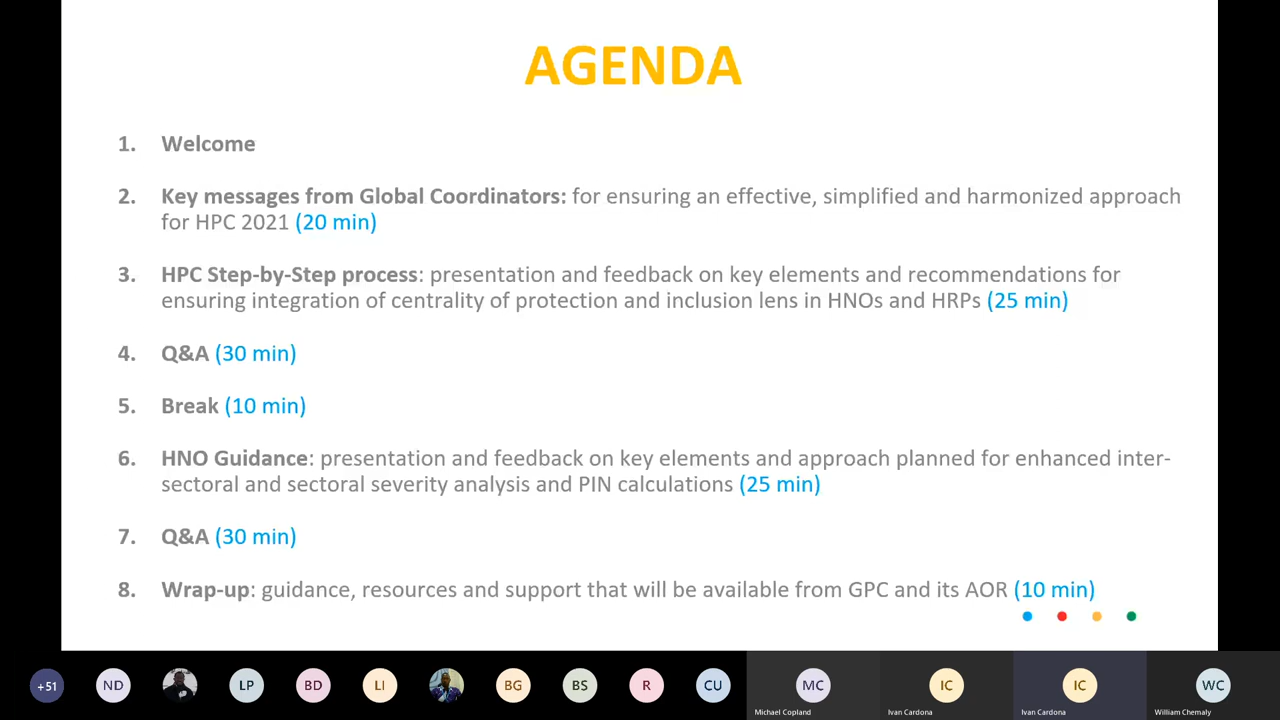 AGENDA
1. Welcome
2. Key messages from Global Coordinators: for ensuring an effective, simplified and harmonized approach
for HPC 2021 (20 min)
3. HPC Step-by-Step process: presentation and feedback on key elements and recommendations for
ensuring integration of centrality of protection and inclusion lens in HNOs and HRPs (25 min)
4. Q&A (30 min)
5. Break (10 min)
6. HNO Guidance: presentation and feedback on key elements and approach planned for enhanced inter-
sectoral and sectoral severity analysis and PIN calculations (25 min)
7. Q&A (30 min)
8. Wrap-up: guidance, resources and support that will be available from GPC and its AOR (10 min)
+51 ND LP BD LI BG BS R CU MC IC IC WC
Michael Copland Ivan Cardona Ivan Cardona William Chemaly